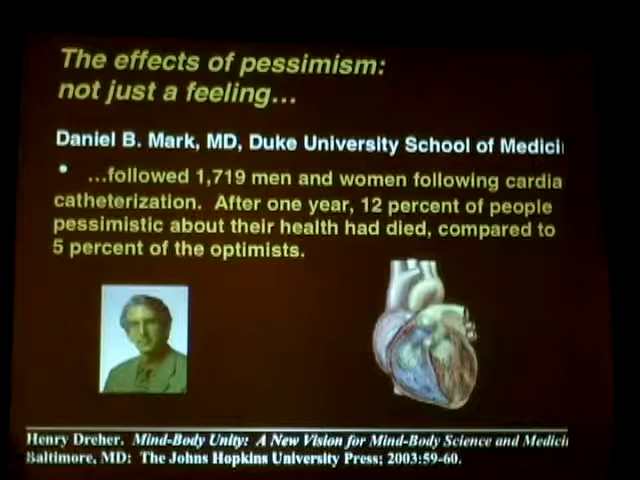 The effects of pessimism:
not just a feeling...
Daniel B. Mark, MD, Duke University School of Medici
• ...followed 1,719 men and women following cardia
catheterization. After one year, 12 percent of people
pessimistic about their health had died, compared to
5 percent of the optimists.
Henry Dreher. Mind-Body Unity: A New Vision for Mind-Body Science and Medici
Baltimore, MD: The Johns Hopkins University Press; 2003:59-60.